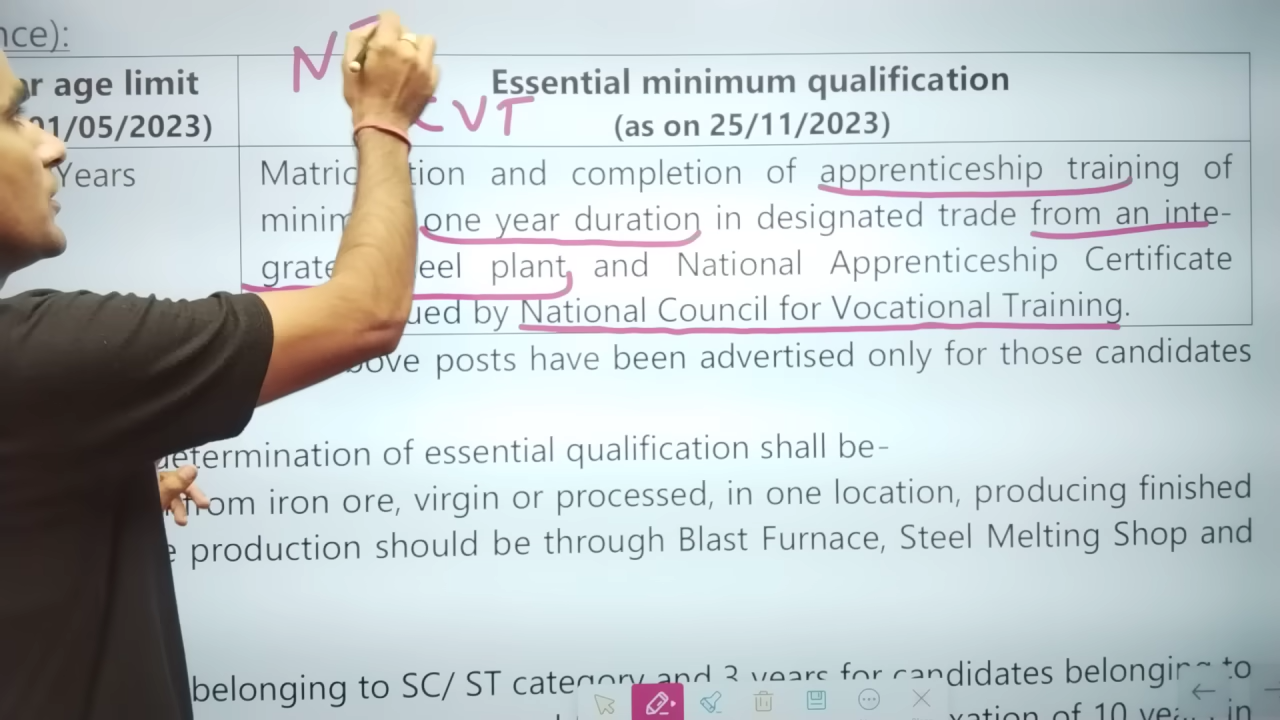 nce):
r age limit
01/05/2023)
Years
N
CVT
Essential minimum qualification
(as on 25/11/2023)
Matric tion and completion of apprenticeship training of
minim one year duration in designated trade from an inte-
grate eel plant, and National Apprenticeship Certificate
ued by National Council for Vocational Training.
ove posts have been advertised only for those candidates
determination of essential qualification shall be-
from iron ore, virgin or processed, in one location, producing finished
e production should be through Blast Furnace, Steel Melting Shop and
belonging to SC/ ST category and 3 years for candidates belonging to
xation of 10 years in